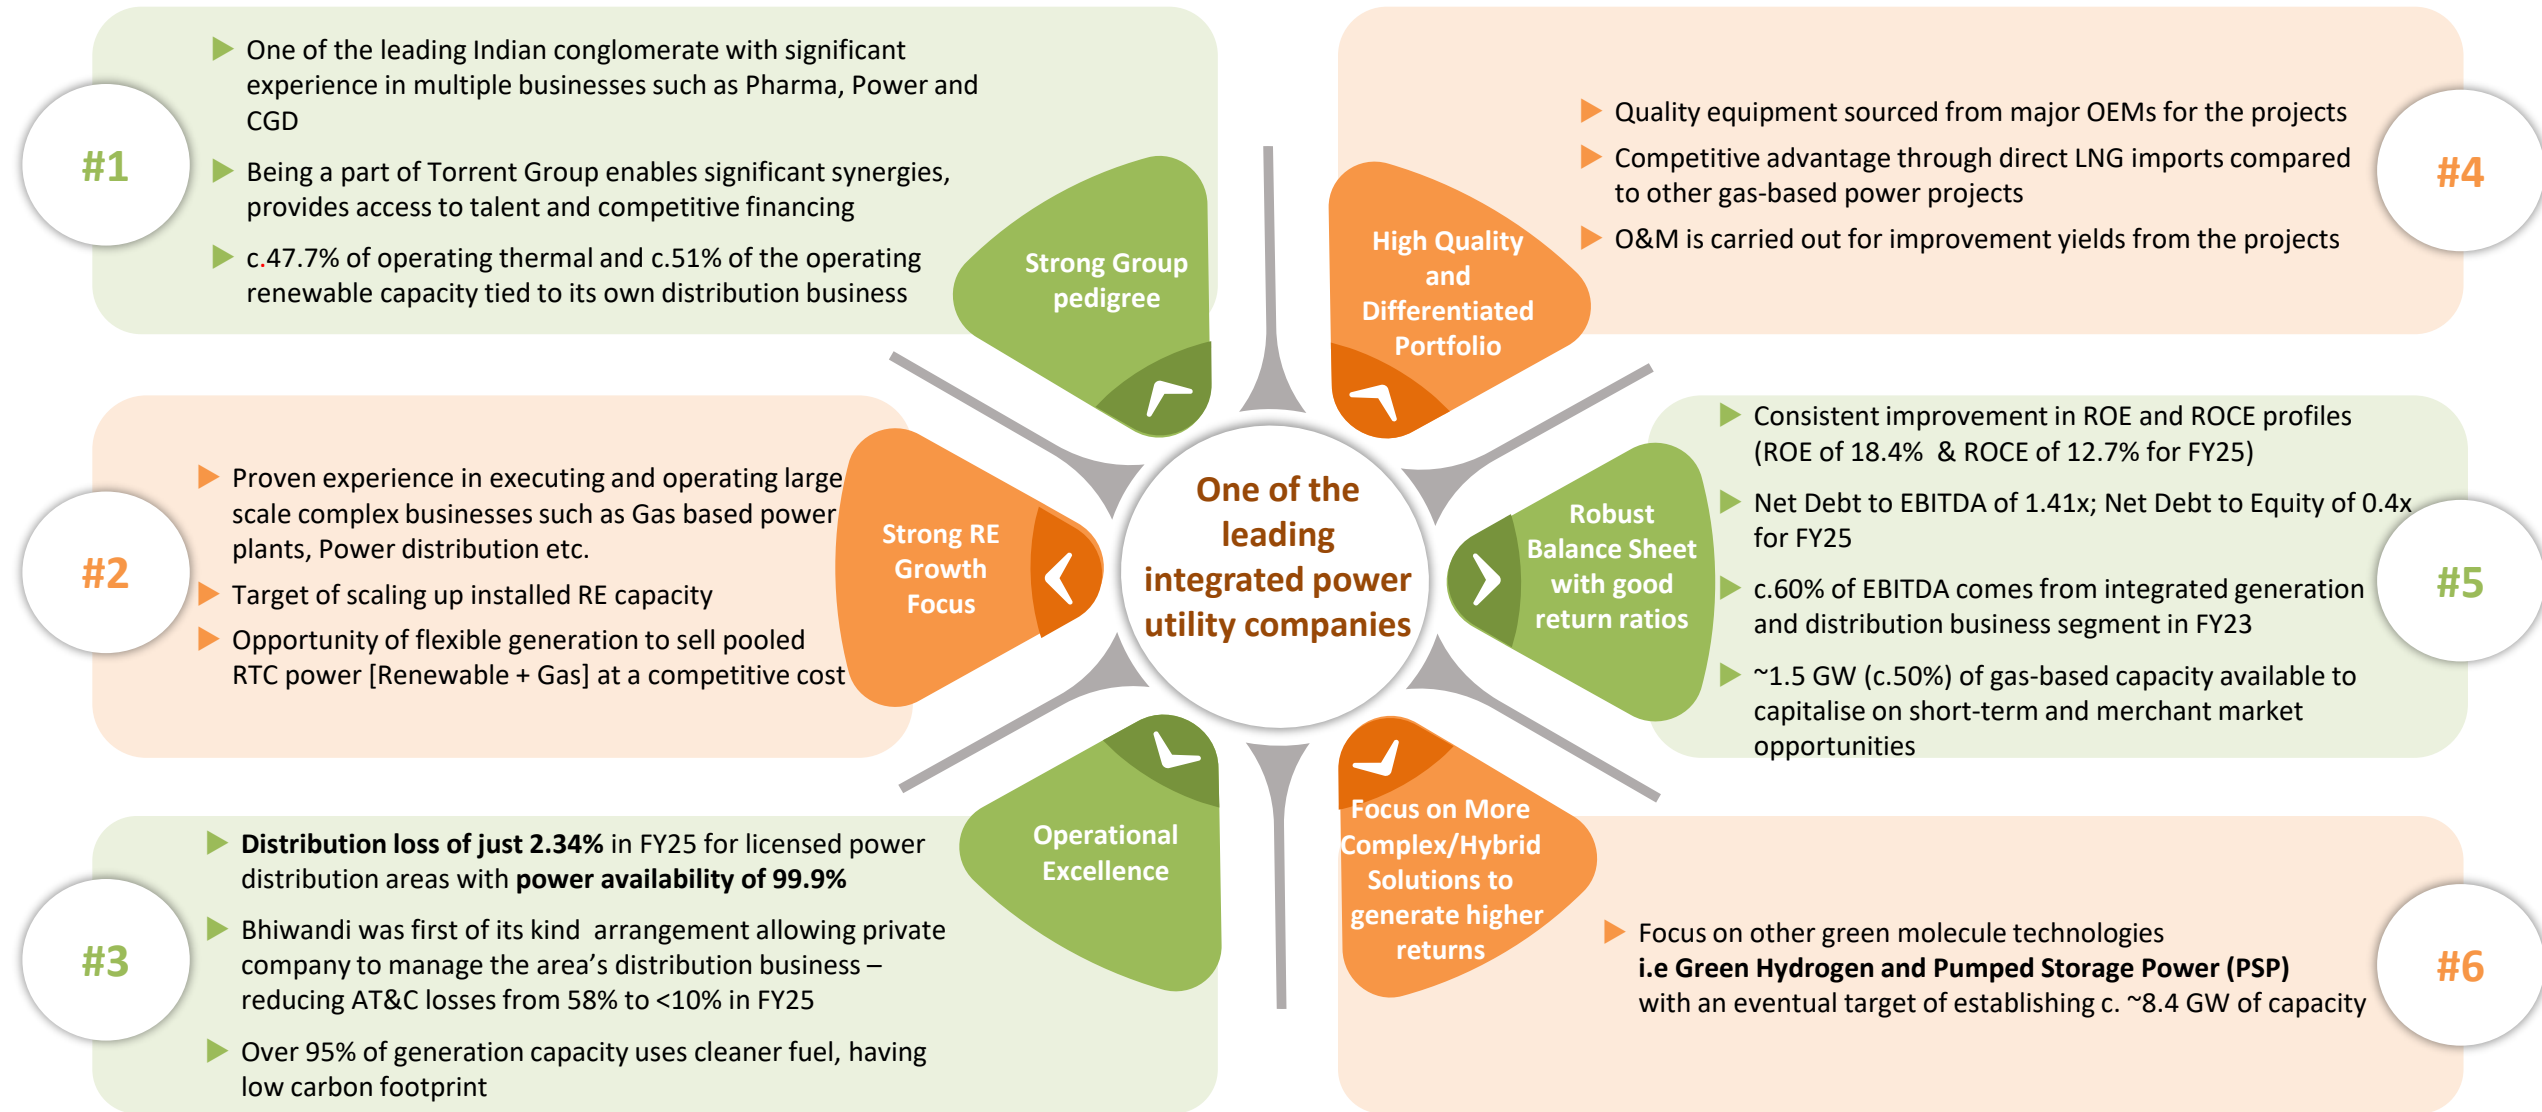 #1
One of the leading Indian conglomerate with significant
experience in multiple businesses such as Pharma, Power and
CGD
Being a part of Torrent Group enables significant synergies,
provides access to talent and competitive financing
c.47.7% of operating thermal and c.51% of the operating
renewable capacity tied to its own distribution business
Strong Group
pedigree
#2
Proven experience in executing and operating large
scale complex businesses such as Gas based power
plants, Power distribution etc.
Target of scaling up installed RE capacity
Opportunity of flexible generation to sell pooled
RTC power [Renewable + Gas] at a competitive cost
Strong RE
Growth
Focus
#3
Distribution loss of just 2.34% in FY25 for licensed power
distribution areas with power availability of 99.9%
Bhiwandi was first of its kind arrangement allowing private
company to manage the area's distribution business –
reducing AT&C losses from 58% to <10% in FY25
Over 95% of generation capacity uses cleaner fuel, having
low carbon footprint
Operational
Excellence
One of the
leading
integrated power
utility companies
High Quality
and
Differentiated
Portfolio
Quality equipment sourced from major OEMs for the projects
Competitive advantage through direct LNG imports compared
to other gas-based power projects
O&M is carried out for improvement yields from the projects
#4
Robust
Balance Sheet
with good
return ratios
Consistent improvement in ROE and ROCE profiles
(ROE of 18.4% & ROCE of 12.7% for FY25)
Net Debt to EBITDA of 1.41x; Net Debt to Equity of 0.4x
for FY25
c.60% of EBITDA comes from integrated generation
and distribution business segment in FY23
~1.5 GW (c.50%) of gas-based capacity available to
capitalise on short-term and merchant market
opportunities
#5
Focus on More
Complex/Hybrid
Solutions to
generate higher
returns
Focus on other green molecule technologies
i.e Green Hydrogen and Pumped Storage Power (PSP)
with an eventual target of establishing c. ~8.4 GW of capacity
#6